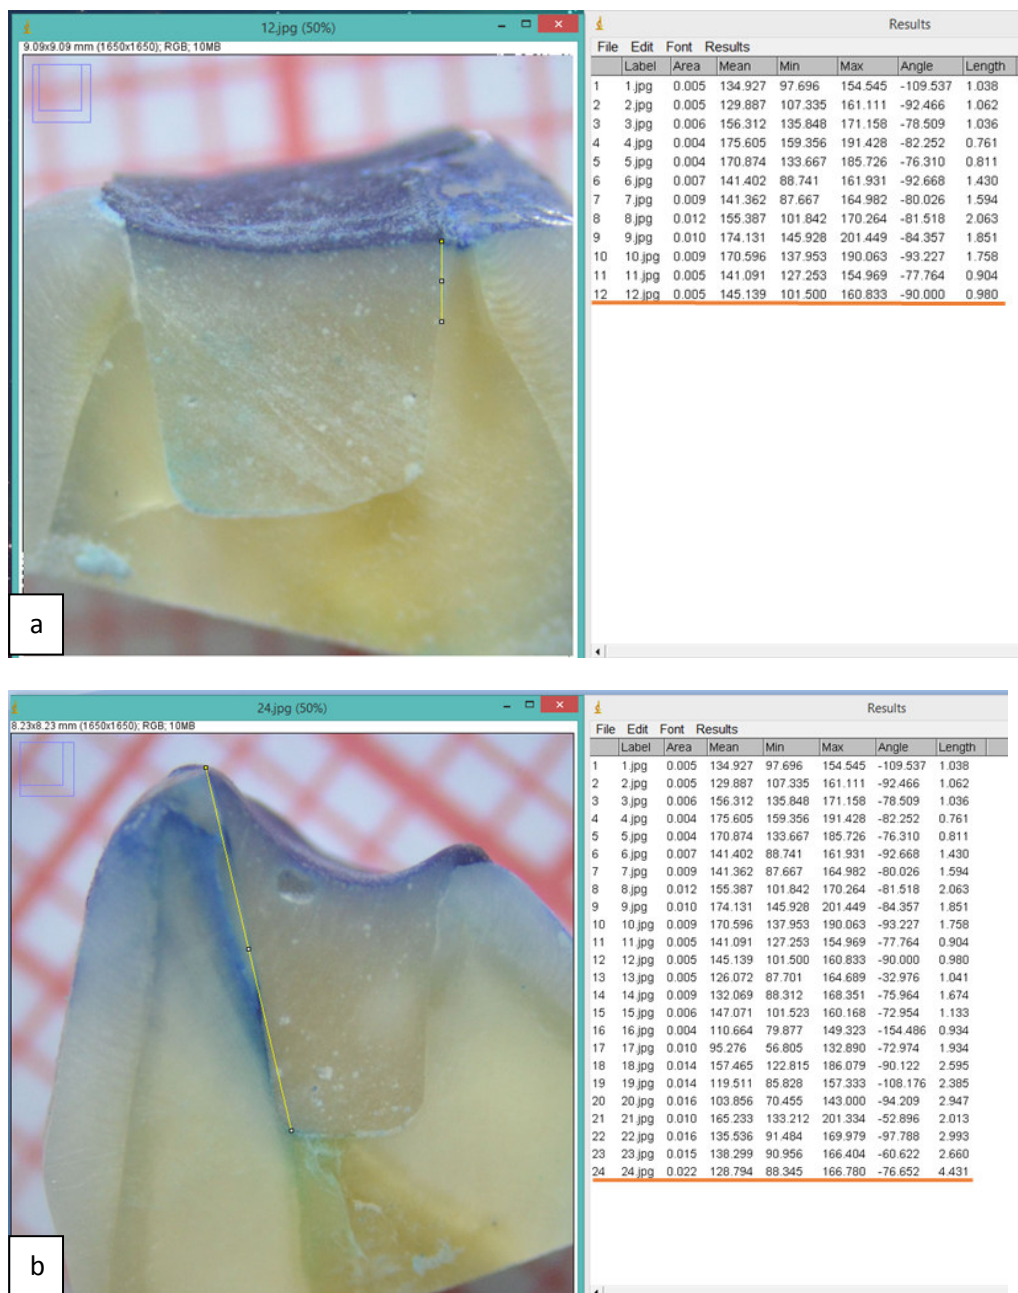 12.jpg (50%)
9.09x9.09 mm (1650x1650); RGB; 10MB
Results
File Edit Font Results
Label Area Mean Min Max Angle Length
1 1.jpg 0.005 134.927 97.696 154.545 -109.537 1.038
2 2.jpg 0.005 129.887 107.335 161.111 -92.466 1.062
3 3.jpg 0.006 156.312 135.848 171.158 -78.509 1.036
4 4.jpg 0.004 175.605 159.356 191.428 -82.252 0.761
5 5.jpg 0.004 170.874 133.667 185.726 -76.310 0.811
6 6.jpg 0.007 141.402 88.741 161.931 -92.668 1.430
7 7.jpg 0.009 141.362 87.667 164.982 -80.026 1.594
8 8.jpg 0.012 155.387 101.842 170.264 -81.518 2.063
9 9.jpg 0.010 174.131 145.928 201.449 -84.357 1.851
10 10.jpg 0.009 170.596 137.953 190.063 -93.227 1.758
11 11.jpg 0.005 141.091 127.253 154.969 -77.764 0.904
12 12.jpg 0.005 145.139 101.500 160.833 -90.000 0.980
a
24.jpg (50%)
8.23x8.23 mm (1650x1650); RGB; 10MB
Results
File Edit Font Results
Label Area Mean Min Max Angle Length
1 1.jpg 0.005 134.927 97.696 154.545 -109.537 1.038
2 2.jpg 0.005 129.887 107.335 161.111 -92.466 1.062
3 3.jpg 0.006 156.312 135.848 171.158 -78.509 1.036
4 4.jpg 0.004 175.605 159.356 191.428 -82.252 0.761
5 5.jpg 0.004 170.874 133.667 185.726 -76.310 0.811
6 6.jpg 0.007 141.402 88.741 161.931 -92.668 1.430
7 7.jpg 0.009 141.362 87.667 164.982 -80.026 1.594
8 8.jpg 0.012 155.387 101.842 170.264 -81.518 2.063
9 9.jpg 0.010 174.131 145.928 201.449 -84.357 1.851
10 10.jpg 0.009 170.596 137.953 190.063 -93.227 1.758
11 11.jpg 0.005 141.091 127.253 154.969 -77.764 0.904
12 12.jpg 0.005 145.139 101.500 160.833 -90.000 0.980
13 13.jpg 0.005 126.072 87.701 164.689 -32.976 1.041
14 14.jpg 0.009 132.069 88.312 168.351 -75.964 1.674
15 15.jpg 0.006 147.071 101.523 160.168 -72.954 1.133
16 16.jpg 0.004 110.664 79.877 149.323 -154.486 0.934
17 17.jpg 0.010 95.276 56.805 132.890 -72.974 1.934
18 18.jpg 0.014 157.465 122.815 186.079 -90.122 2.595
19 19.jpg 0.014 119.511 85.828 157.333 -108.176 2.385
20 20.jpg 0.016 103.856 70.455 143.000 -94.209 2.947
21 21.jpg 0.010 165.233 133.212 201.334 -52.896 2.013
22 22.jpg 0.016 135.536 91.484 169.979 -97.788 2.993
23 23.jpg 0.015 138.299 90.956 166.404 -60.622 2.660
24 24.jpg 0.022 128.794 88.345 166.780 -76.652 4.431
b